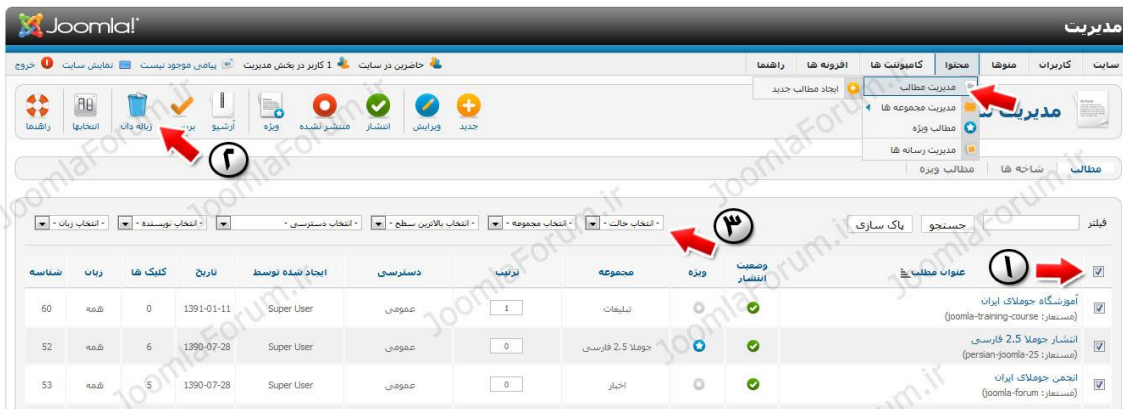 Joomla!
مدیریت
سایت
کاربران
منوها
محتوا
کامپوننت ها
افزونه ها
راهنما
حاضرین در سایت
1 کاربر در بخش مدیریت
پیامی موجود نیست
نمایش سایت
خروج
مدیریت مطالب
ایجاد مطالب جدید
مدیریت مجموعه ها
مطالب ویژه
مدیریت رسانه ها
مدیریت
جدید
ویرایش
انتشار
منتشر نشده
ویژه
آرشیو
زباله دان
انتخابها
راهنما
۲
مطالب
شاخه ها
مطالب ویژه
فیلتر
جستجو
پاک سازی
- انتخاب حالت -
- انتخاب مجموعه -
- انتخاب بالاترین سطح -
- انتخاب دسترسی -
- انتخاب نویسنده -
- انتخاب زبان -
۳
۱
عنوان مطلب
وضعیت انتشار
ویژه
مجموعه
ترتیب
دسترسی
ایجاد شده توسط
تاریخ
کلیک ها
زبان
شناسه
آموزشگاه جوملای ایران
(مستعار: joomla-training-course)
تبلیغات
1
عمومی
Super User
1391-01-11
0
همه
60
انتشار جوملا 2.5 فارسی
(مستعار: persian-joomla-25)
جوملا 2.5 فارسی
0
عمومی
Super User
1390-07-28
6
همه
52
انجمن جوملای ایران
(مستعار: joomla-forum)
اخبار
0
عمومی
Super User
1390-07-28
5
همه
53
JoomlaForum.ir